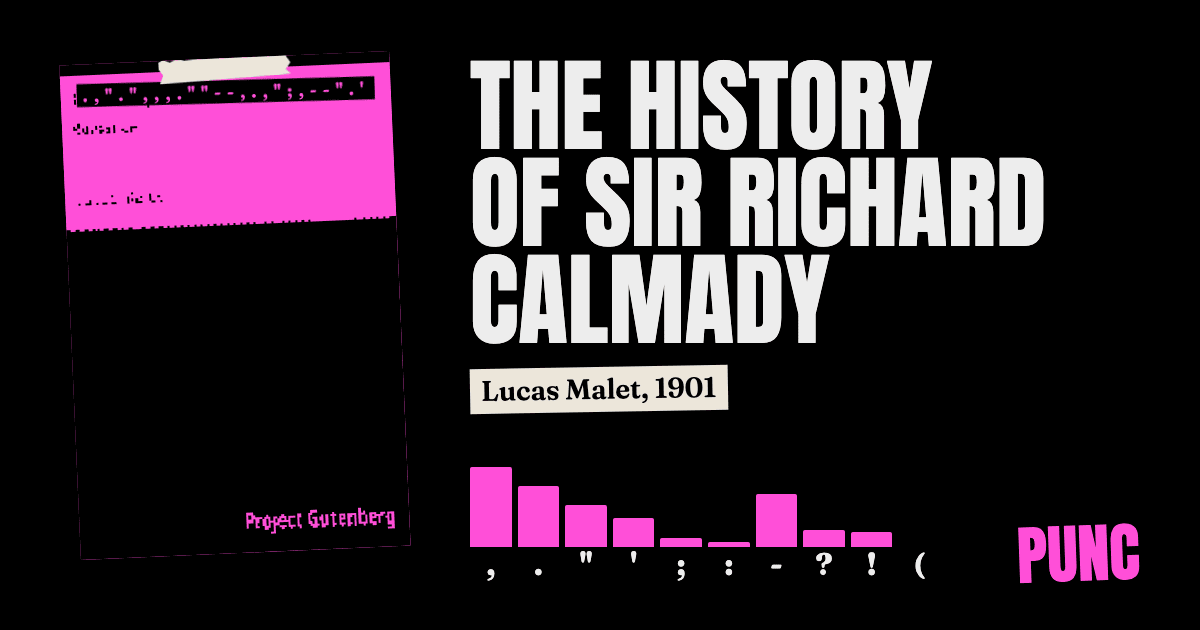 .,".",,,.""--,.,";,--".'
Project Gutenberg
THE HISTORY
OF SIR RICHARD
CALMADY
Lucas Malet, 1901
, . " ' ; : - ? ! (
PUNC